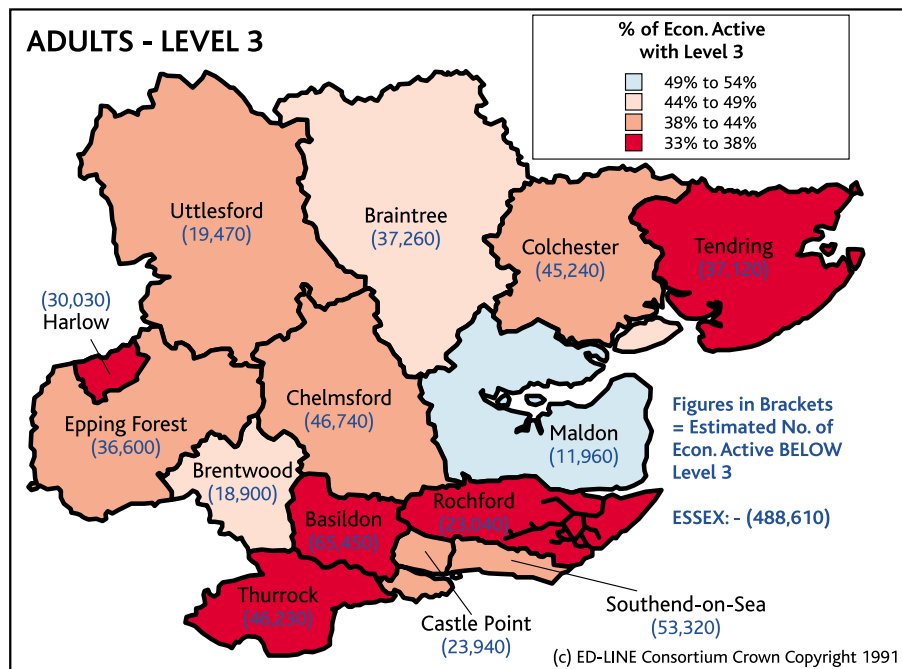 ADULTS - LEVEL 3
% of Econ. Active
with Level 3
49% to 54%
44% to 49%
38% to 44%
33% to 38%
Uttlesford
(19,470)
Braintree
(37,260)
Colchester
(45,240)
Tendring
(37,120)
(30,030)
Harlow
Epping Forest
(36,600)
Chelmsford
(46,740)
Maldon
(11,960)
Figures in Brackets
= Estimated No. of
Econ. Active BELOW
Level 3
Brentwood
(18,900)
Basildon
(65,450)
Rochford
(23,040)
ESSEX: - (488,610)
Thurrock
(46,230)
Castle Point
(23,940)
Southend-on-Sea
(53,320)
(c) ED-LINE Consortium Crown Copyright 1991